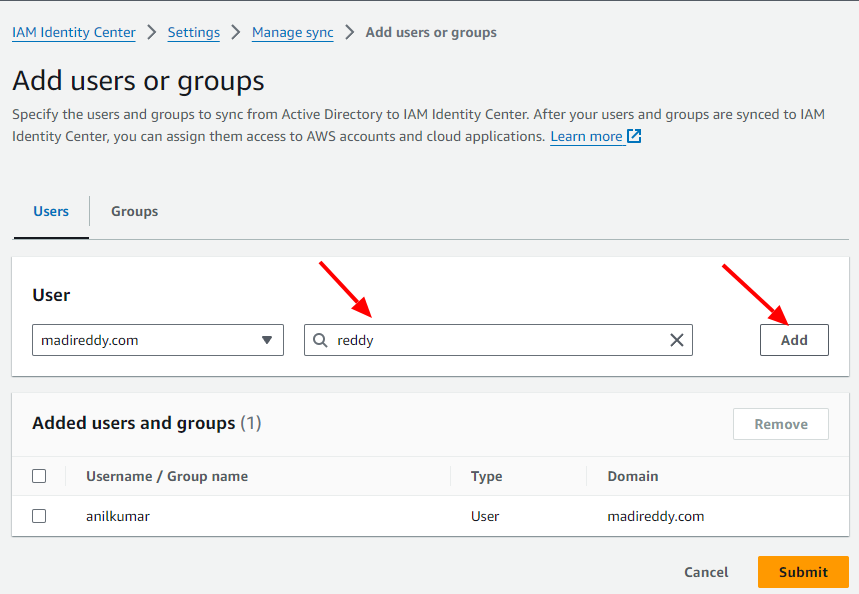 IAM Identity Center > Settings > Manage sync > Add users or groups
Add users or groups
Specify the users and groups to sync from Active Directory to IAM Identity Center. After your users and groups are synced to IAM
Identity Center, you can assign them access to AWS accounts and cloud applications. Learn more
Users Groups
User
madireddy.com reddy Add
Added users and groups (1) Remove
Username / Group name Type Domain
anilkumar User madireddy.com
Cancel Submit